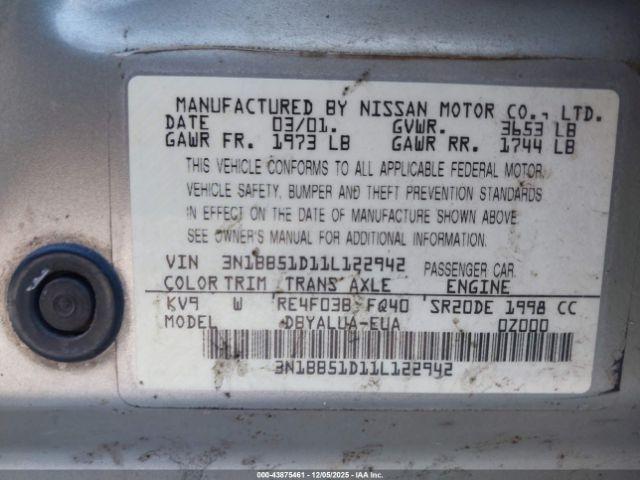 MANUFACTURED BY NISSAN MOTOR CO., LTD.
DATE 03/01. GVWR. 3653 LB
GAWR FR. 1973 LB GAWR RR. 1744 LB
THIS VEHICLE CONFORMS TO ALL APPLICABLE FEDERAL MOTOR
VEHICLE SAFETY, BUMPER AND THEFT PREVENTION STANDARDS
IN EFFECT ON THE DATE OF MANUFACTURE SHOWN ABOVE
SEE OWNER'S MANUAL FOR ADDITIONAL INFORMATION.
VIN 3N1BB51D11L122942 PASSENGER CAR
COLOR TRIM TRANS AXLE ENGINE
KV9 W RE4F03B FQ40 SR20DE 1998 CC
MODEL DBYALUA-EUA 0Z000
3N1BB51D11L122942
000-43875461 - 12/05/2025 - IAAI.COM